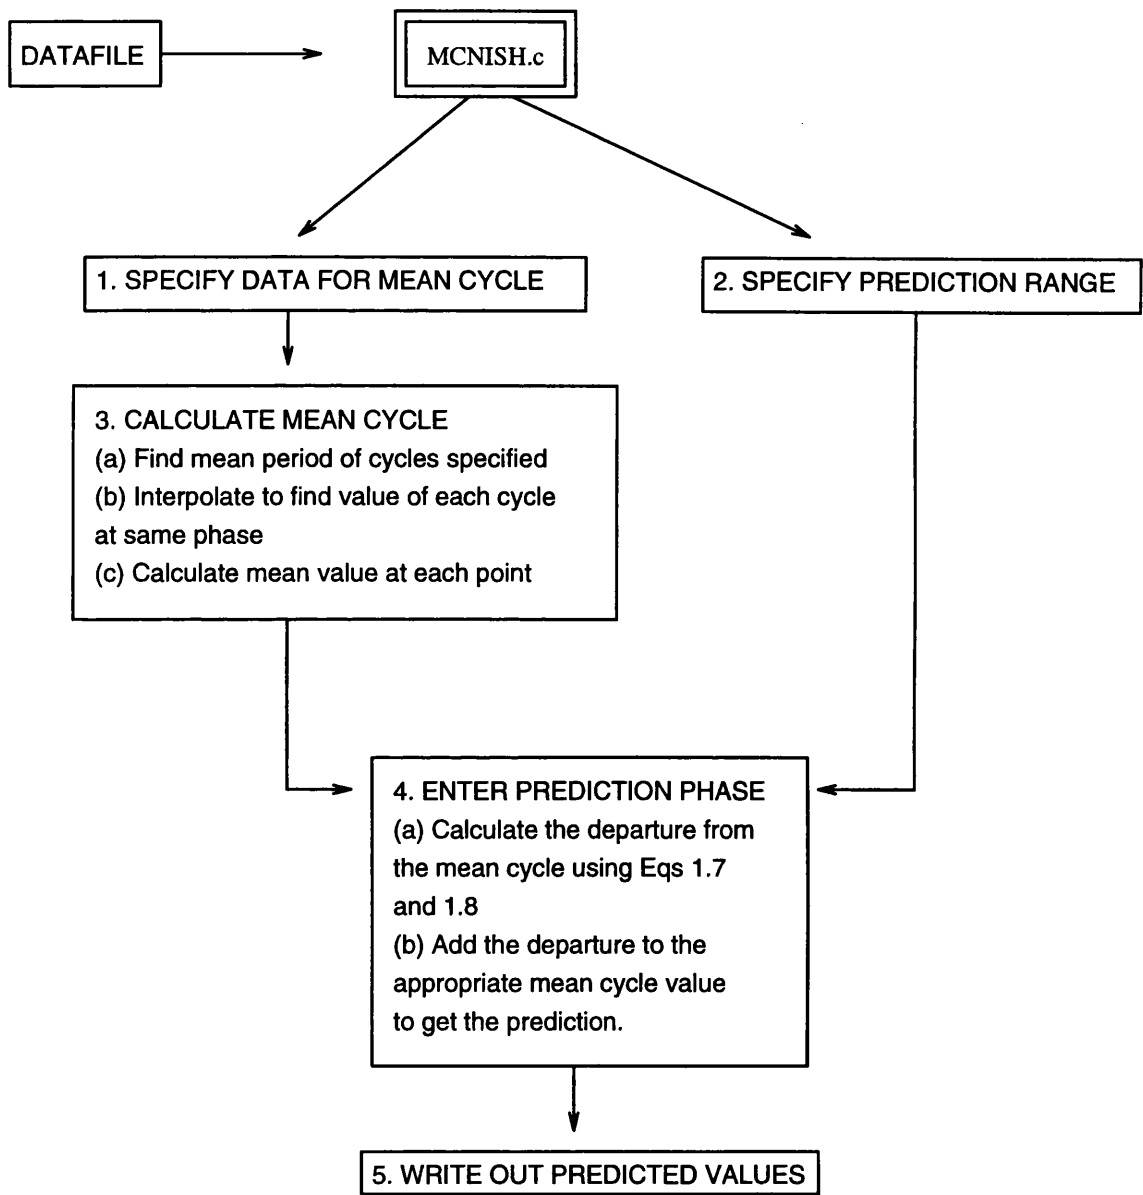 DATAFILE
MCNISH.c
1. SPECIFY DATA FOR MEAN CYCLE
2. SPECIFY PREDICTION RANGE
3. CALCULATE MEAN CYCLE
(a) Find mean period of cycles specified
(b) Interpolate to find value of each cycle
at same phase
(c) Calculate mean value at each point
4. ENTER PREDICTION PHASE
(a) Calculate the departure from
the mean cycle using Eqs 1.7
and 1.8
(b) Add the departure to the
appropriate mean cycle value
to get the prediction.
5. WRITE OUT PREDICTED VALUES